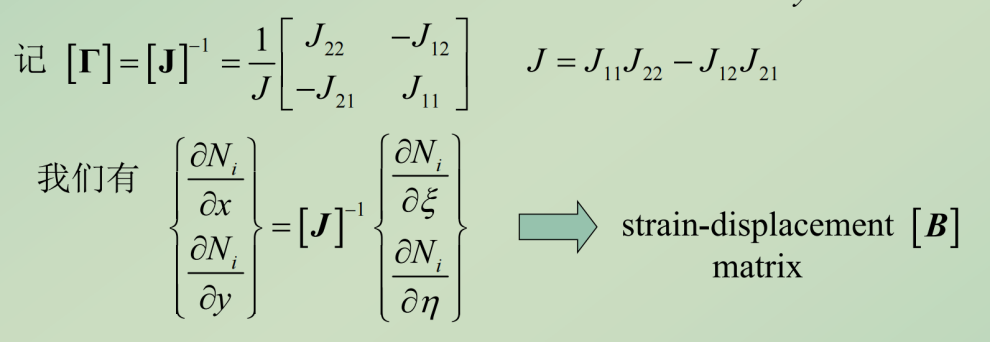 记 [Γ]=[J]⁻¹ = 1/J [J₂₂ −J₁₂; −J₂₁ J₁₁] J = J₁₁J₂₂ − J₁₂J₂₁
我们有 {∂Nᵢ/∂x; ∂Nᵢ/∂y} = [J]⁻¹ {∂Nᵢ/∂ξ; ∂Nᵢ/∂η}
strain-displacement [B]
matrix